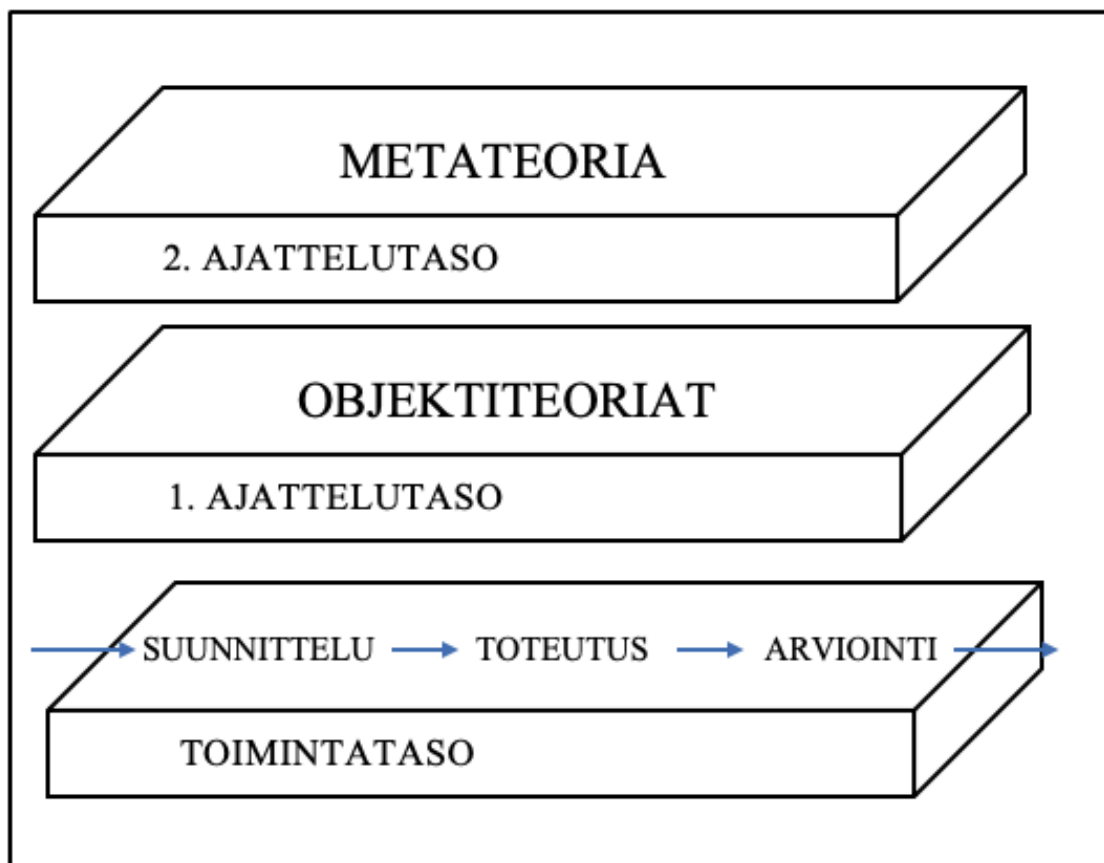 METATEORIA
2. AJATTELUTASO
OBJEKTITEORIAT
1. AJATTELUTASO
SUUNNITTELU TOTEUTUS ARVIOINTI
TOIMINTATASO